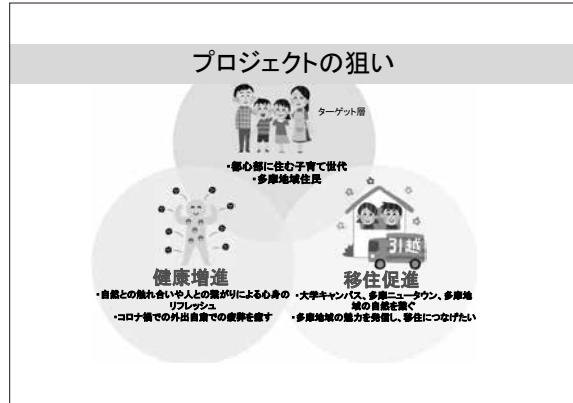 プロジェクトの狙い
ターゲット層
・都心部に住む子育て世代
・多摩地域住民
引越
健康増進
・自然との触れ合いや人との繋がりによる心身の
リフレッシュ
・コロナ禍での外出自粛での疲弊を癒す
移住促進
・大学キャンパス、多摩ニュータウン、多摩地
域の自然を繋ぐ
・多摩地域の魅力を発信し、移住につなげたい